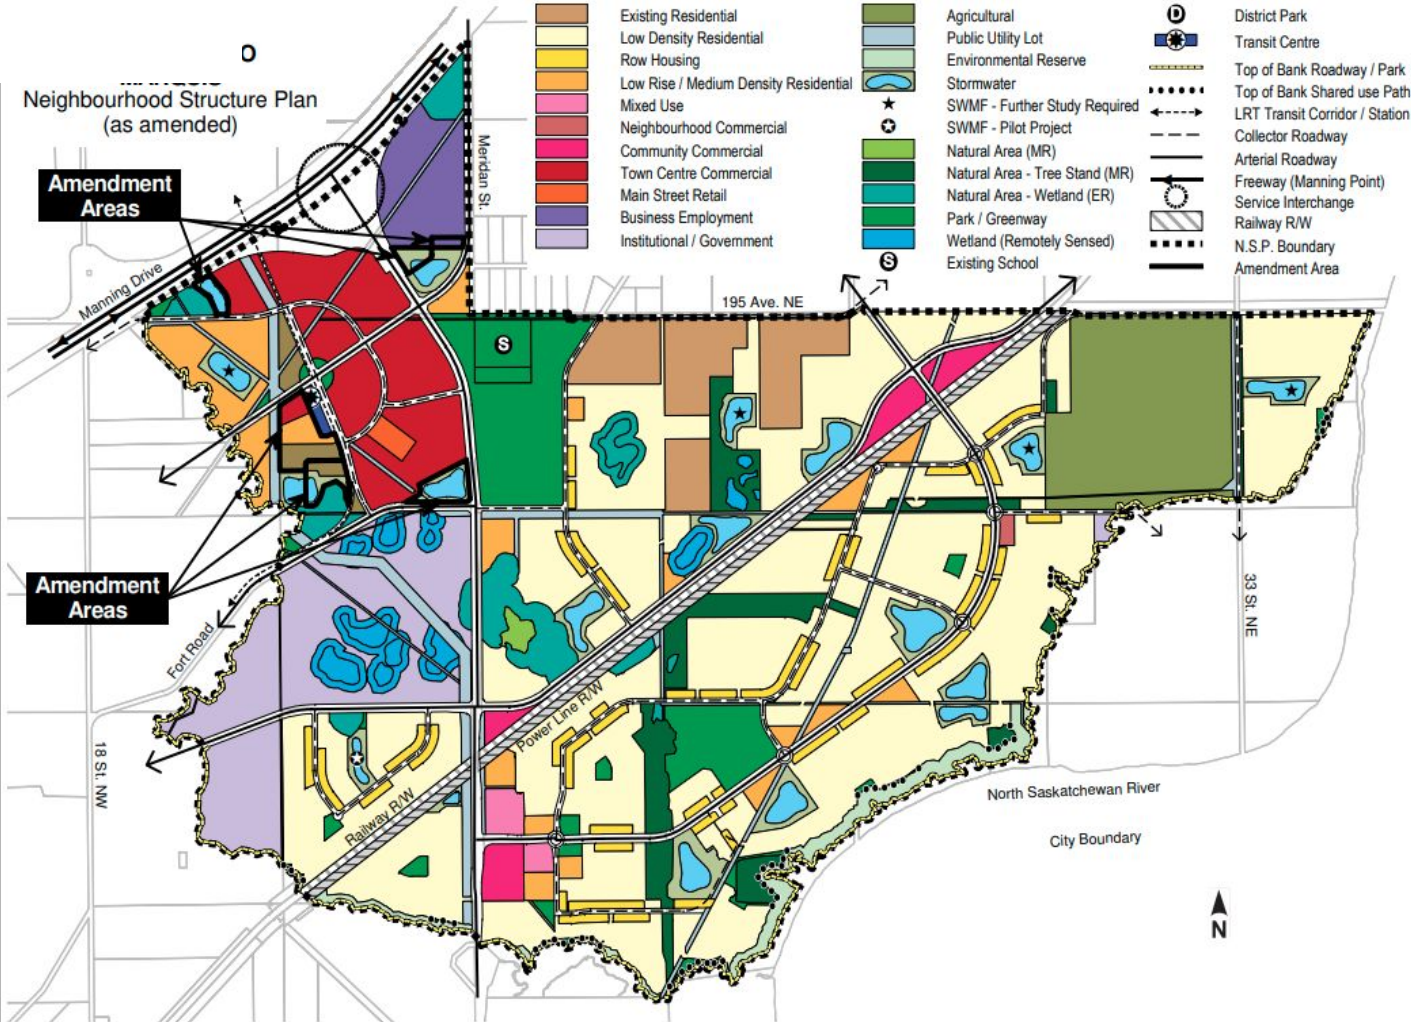 Neighbourhood Structure Plan
(as amended)
Amendment
Areas
Amendment
Areas
Existing Residential
Low Density Residential
Row Housing
Low Rise / Medium Density Residential
Mixed Use
Neighbourhood Commercial
Community Commercial
Town Centre Commercial
Main Street Retail
Business Employment
Institutional / Government
Agricultural
Public Utility Lot
Environmental Reserve
Stormwater
SWMF - Further Study Required
SWMF - Pilot Project
Natural Area (MR)
Natural Area - Tree Stand (MR)
Natural Area - Wetland (ER)
Park / Greenway
Wetland (Remotely Sensed)
S
Existing School
D
District Park
Transit Centre
Top of Bank Roadway / Park
Top of Bank Shared use Path
LRT Transit Corridor / Station
Collector Roadway
Arterial Roadway
Freeway (Manning Point)
Service Interchange
Railway R/W
N.S.P. Boundary
Amendment Area
Meridan St.
Manning Drive
195 Ave. NE
S
33 St. NE
Fort Road
18 St. NW
Power Line R/W
Railway R/W
North Saskatchewan River
City Boundary
N